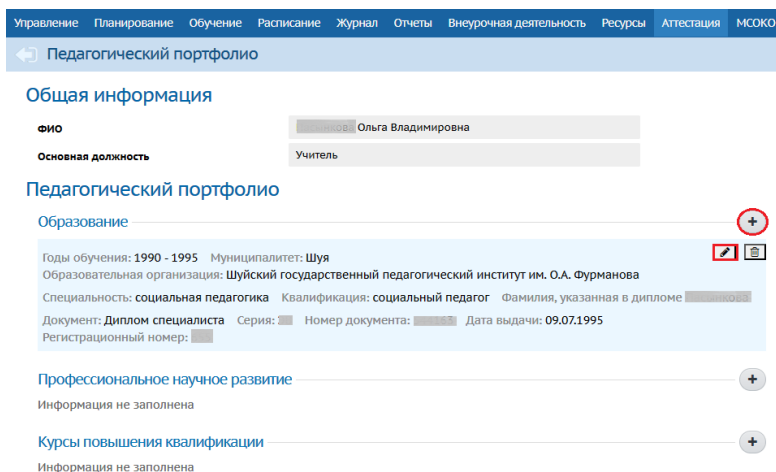 Управление Планирование Обучение Расписание Журнал Отчеты Внеурочная деятельность Ресурсы Аттестация МСОКО
Педагогический портфолио
Общая информация
ФИО Ольга Владимировна
Основная должность Учитель
Педагогический портфолио
Образование +
Годы обучения: 1990 - 1995 Муниципалитет: Шуя
Образовательная организация: Шуйский государственный педагогический институт им. О.А. Фурманова
Специальность: социальная педагогика Квалификация: социальный педагог Фамилия, указанная в дипломе
Документ: Диплом специалиста Серия: Номер документа: Дата выдачи: 09.07.1995
Регистрационный номер:
Профессиональное научное развитие +
Информация не заполнена
Курсы повышения квалификации +
Информация не заполнена